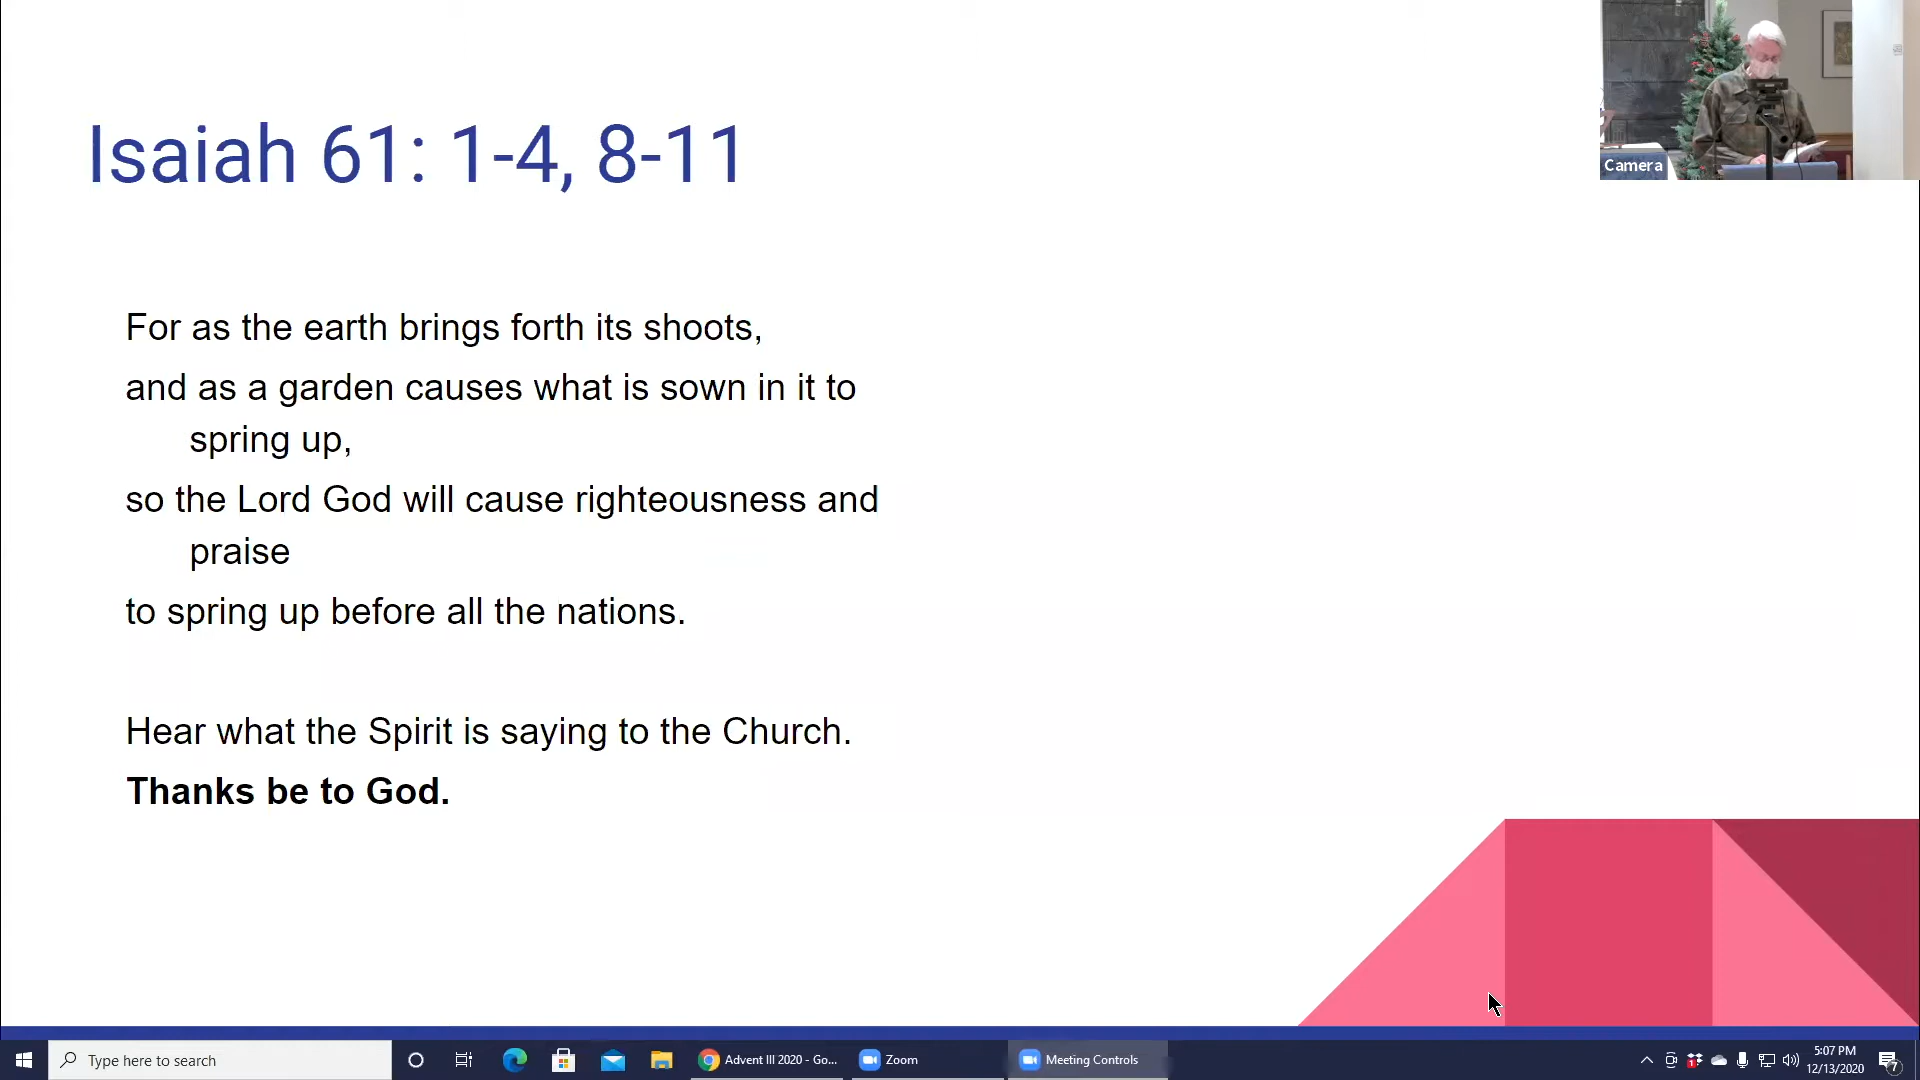 Isaiah 61: 1-4, 8-11
Camera
For as the earth brings forth its shoots,
and as a garden causes what is sown in it to
spring up,
so the Lord God will cause righteousness and
praise
to spring up before all the nations.
Hear what the Spirit is saying to the Church.
Thanks be to God.
Type here to search
Advent III 2020 - Go...
Zoom
Meeting Controls
5:07 PM
12/13/2020
7